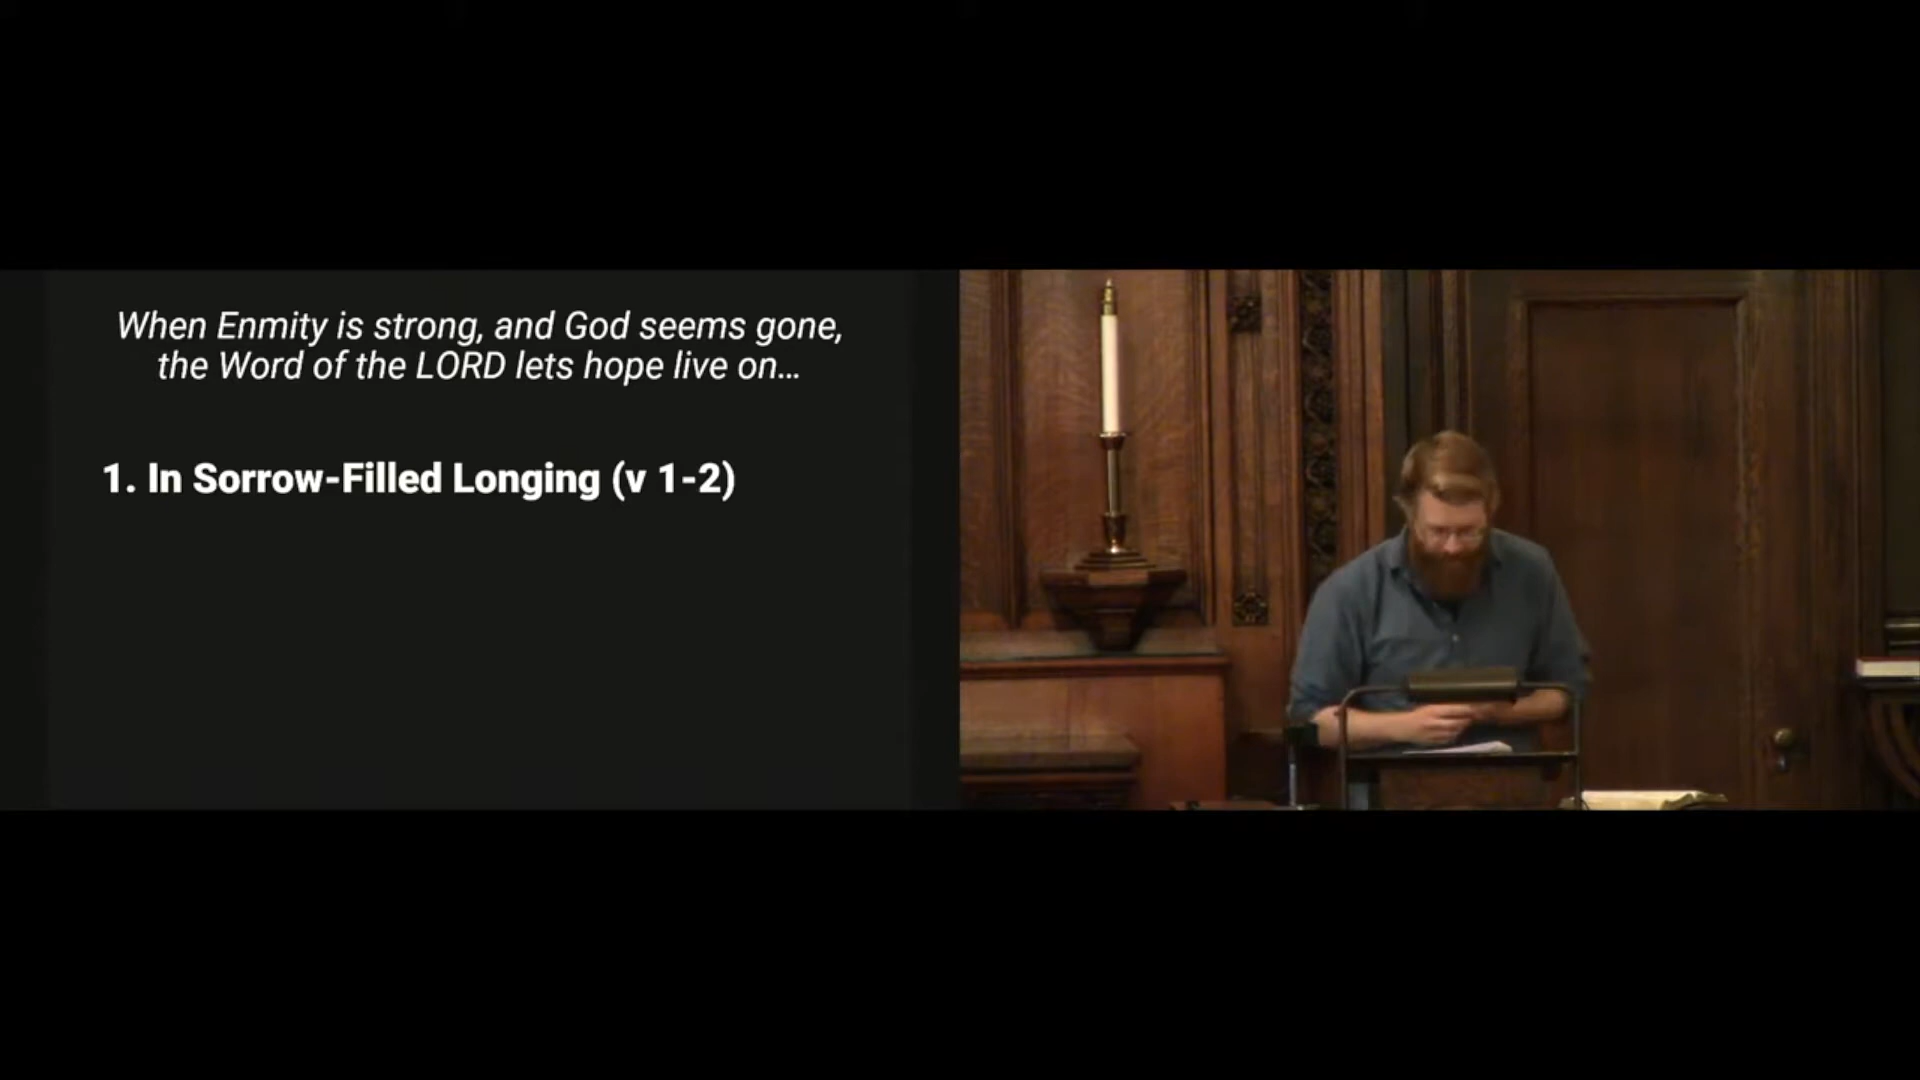 When Enmity is strong, and God seems gone,
the Word of the LORD lets hope live on...
1. In Sorrow-Filled Longing (v 1-2)